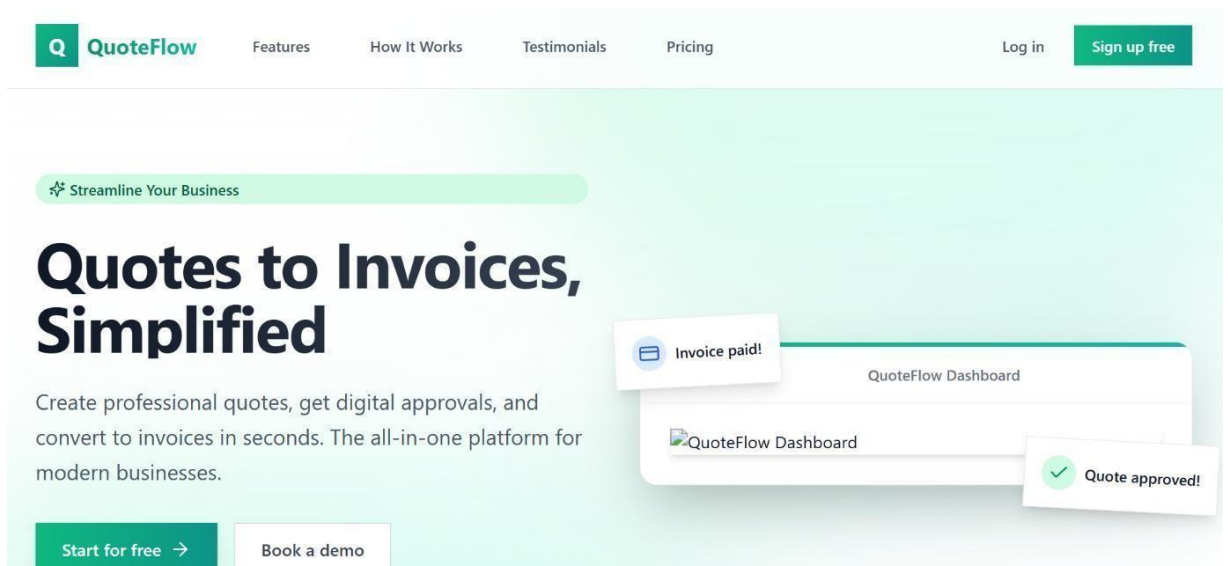 Q QuoteFlow Features How It Works Testimonials Pricing Log in Sign up free
Streamline Your Business
Quotes to Invoices,
Simplified
Create professional quotes, get digital approvals, and
convert to invoices in seconds. The all-in-one platform for
modern businesses.
Start for free → Book a demo
Invoice paid!
QuoteFlow Dashboard
QuoteFlow Dashboard
Quote approved!